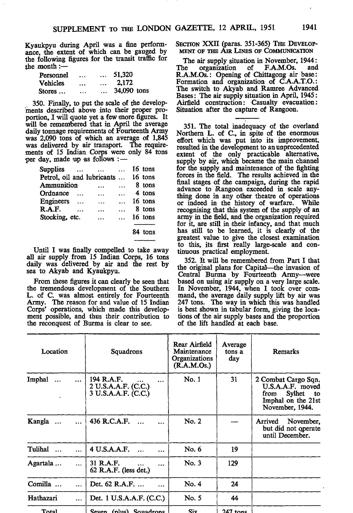 SUPPLEMENT TO THE LONDON GAZETTE, 12 APRIL, 1951 1941
Kyaukpyu during April was a fine perform-
ance, the extent of which can be gauged by
the following figures for the transit traffic for
the month :—
Personnel ... ... 51,320
Vehicles ... ... 2,172
Stores ... ... ... 34,090 tons
350. Finally, to put the scale of the develop-
ments described above into their proper pro-
portion, I will quote yet a few more figures. It
will be remembered that in April the average
daily tonnage requirements of Fourteenth Army
was 2,090 tons of which an average of 1,845
was delivered by air transport. The require-
ments of 15 Indian Corps were only 84 tons
per day, made up as follows :—
Supplies ... ... 16 tons
Petrol, oil and lubricants ... 16 tons
Ammunition ... ... 8 tons
Ordnance ... ... ... 4 tons
Engineers ... ... ... 16 tons
R.A.F. ... ... ... 8 tons
Stocking, etc. ... ... 16 tons
84 tons
Until I was finally compelled to take away
all air supply from 15 Indian Corps, 16 tons
daily was delivered by air and the rest by
sea to Akyab and Kyaukpyu.
From these figures it can clearly be seen that
the tremendous development of the Southern
L. of C. was almost entirely for Fourteenth
Army. The reason for and value of 15 Indian
Corps' operations, which made this develop-
ment possible, and thus their contribution to
the reconquest of Burma is clear to see.
SECTION XXII (paras. 351-365) THE DEVELOP-
MENT OF THE AIR LINES OF COMMUNICATION
The air supply situation in November, 1944 :
The organization of F.A.M.Os. and
R.A.M.Os. : Opening of Chittagong air base :
Formation and organization of C.A.A.T.O. :
The switch to Akyab and Ramree Advanced
Bases : The air supply situation in April, 1945 :
Airfield construction : Casualty evacuation :
Situation after the capture of Rangoon.
351. The total inadequacy of the overland
Northern L. of C., in spite of the enormous
effort which was put into its improvement
resulted in the development to an unprecedented
extent of the only practicable alternative,
supply by air, which became the main channel
for the supply and maintenance of the fighting
forces in the field. The results achieved in the
final stages of the campaign, during the rapid
advance to Rangoon exceeded in scale any-
thing done in any other theatre of operations
or indeed in the history of warfare. While
recognising that this system of the supply of an
army in the field, and the organization required
for it, are still in their infancy, and that much
has still to be learned, it is clearly of the
greatest value to give the closest examination
to this, its first really large-scale and con-
tinuous practical employment.
352. It will be remembered from Part I that
the original plans for Capital—the invasion of
Central Burma by Fourteenth Army—were
based on using air supply on a very large scale.
In November, 1944, when I took over com-
mand, the average daily supply lift by air was
247 tons. The way in which this was handled
is best shown in tabular form, giving the loca-
tions of the air supply bases and the proportion
of the lift handled at each base.
Location Squadrons Rear Airfield Maintenance Organizations (R.A.M.Os.) Average tons a day Remarks
Imphal ... ... 194 R.A.F. ... ... No. 1 31 2 Combat Cargo Sqn.
2 U.S.A.A.F. (C.C.) U.S.A.A.F. moved
3 U.S.A.A.F. (C.C.) from Sylhet to
Imphal on the 21st
November, 1944.
Kangla ... ... 436 R.C.A.F. ... ... No. 2 — Arrived November,
but did not operate
until December.
Tulihal ... ... 4 U.S.A.A.F. ... ... No. 6 19
Agartala ... ... 31 R.A.F. ... ... No. 3 129
62 R.A.F. (less det.)
Comilla ... ... Det. 62 R.A.F. ... ... No. 4 24
Hathazari ... Det. 1 U.S.A.A.F. (C.C.) No. 5 44
Total Seven (plus) Squadrons Six 247 tons